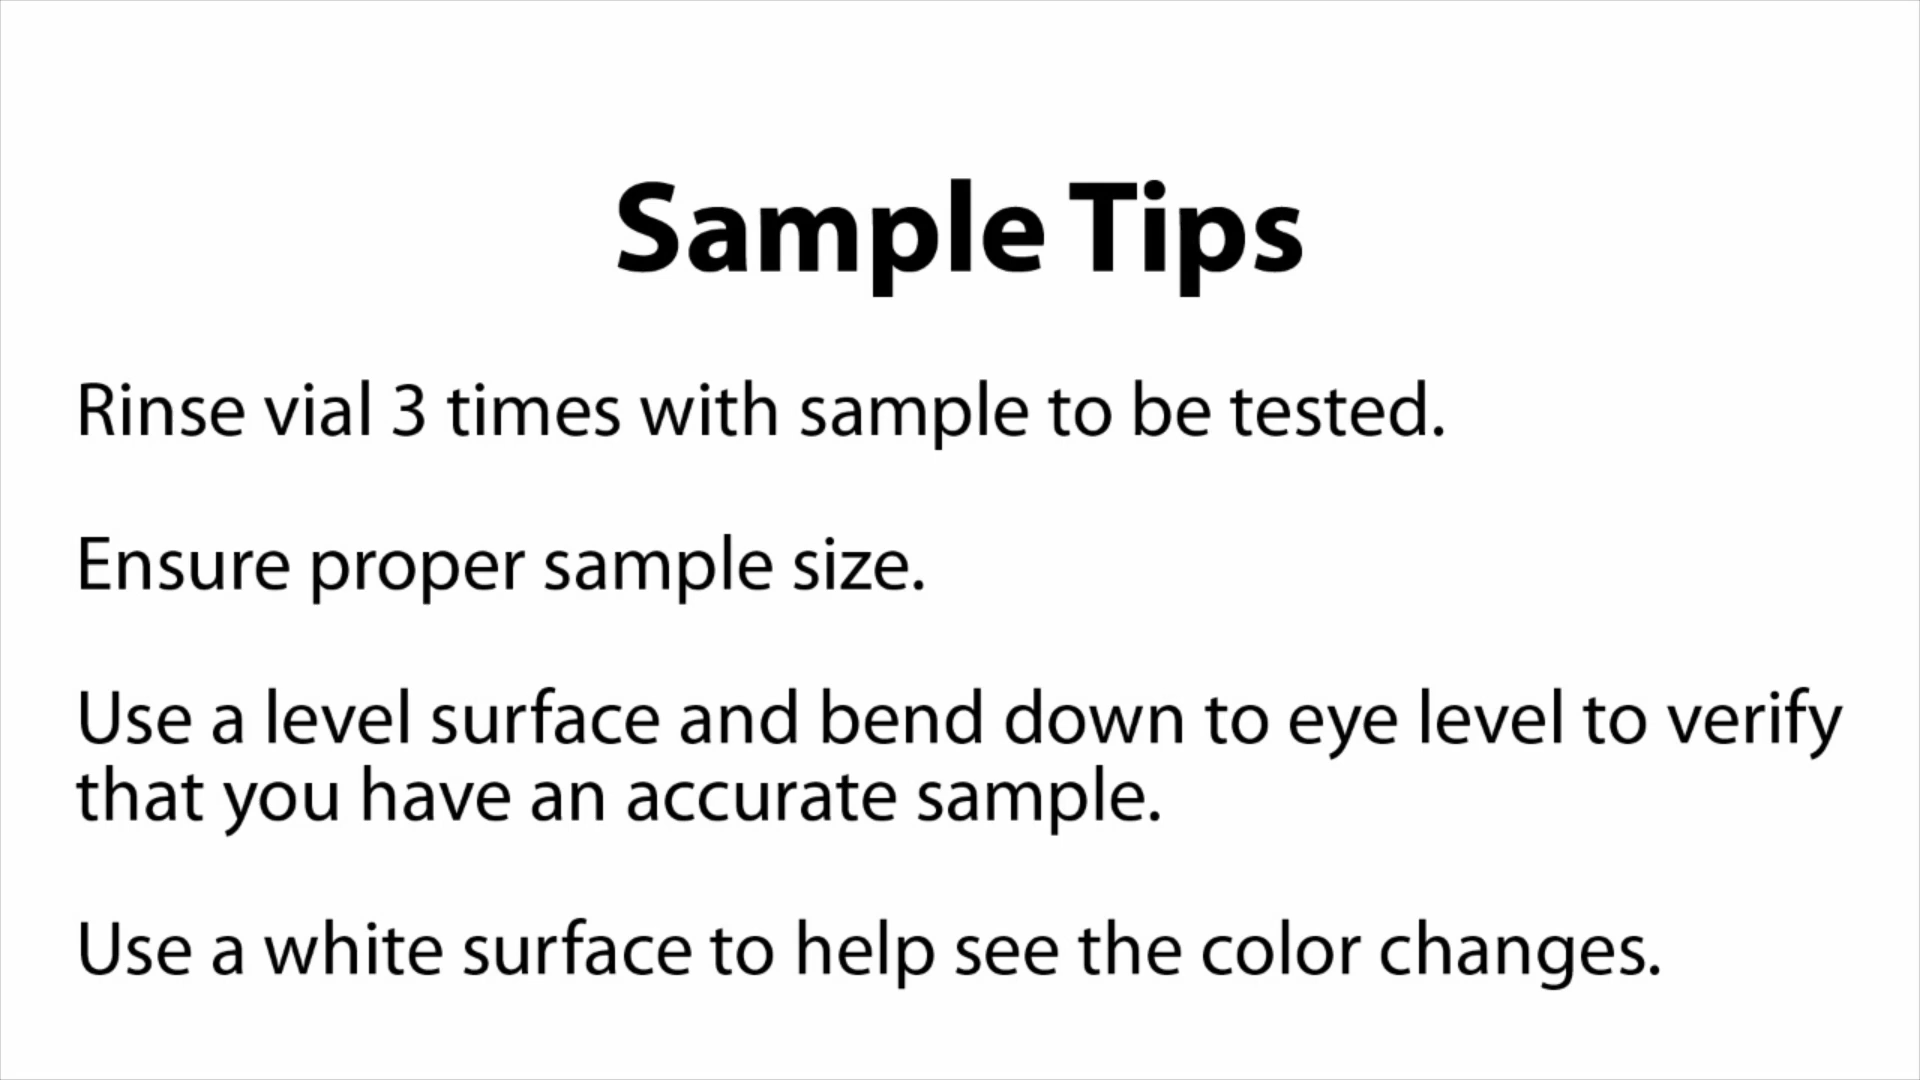 Sample Tips
Rinse vial 3 times with sample to be tested.
Ensure proper sample size.
Use a level surface and bend down to eye level to verify
that you have an accurate sample.
Use a white surface to help see the color changes.